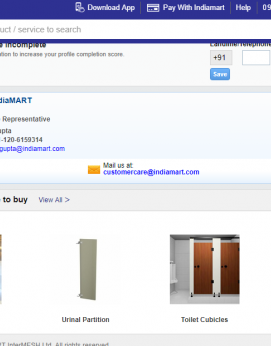 Download App Pay With Indiamart Help 09
uct / service to search
e incomplete Landline/Telephone
ation to increase your profile completion score.
+91
Save
diaMART
Representative
upta
-120-6159314
gupta@indiamart.com
Mail us at:
customercare@indiamart.com
to buy View All >
Urinal Partition Toilet Cubicles
T InterMESH Ltd. All rights reserved